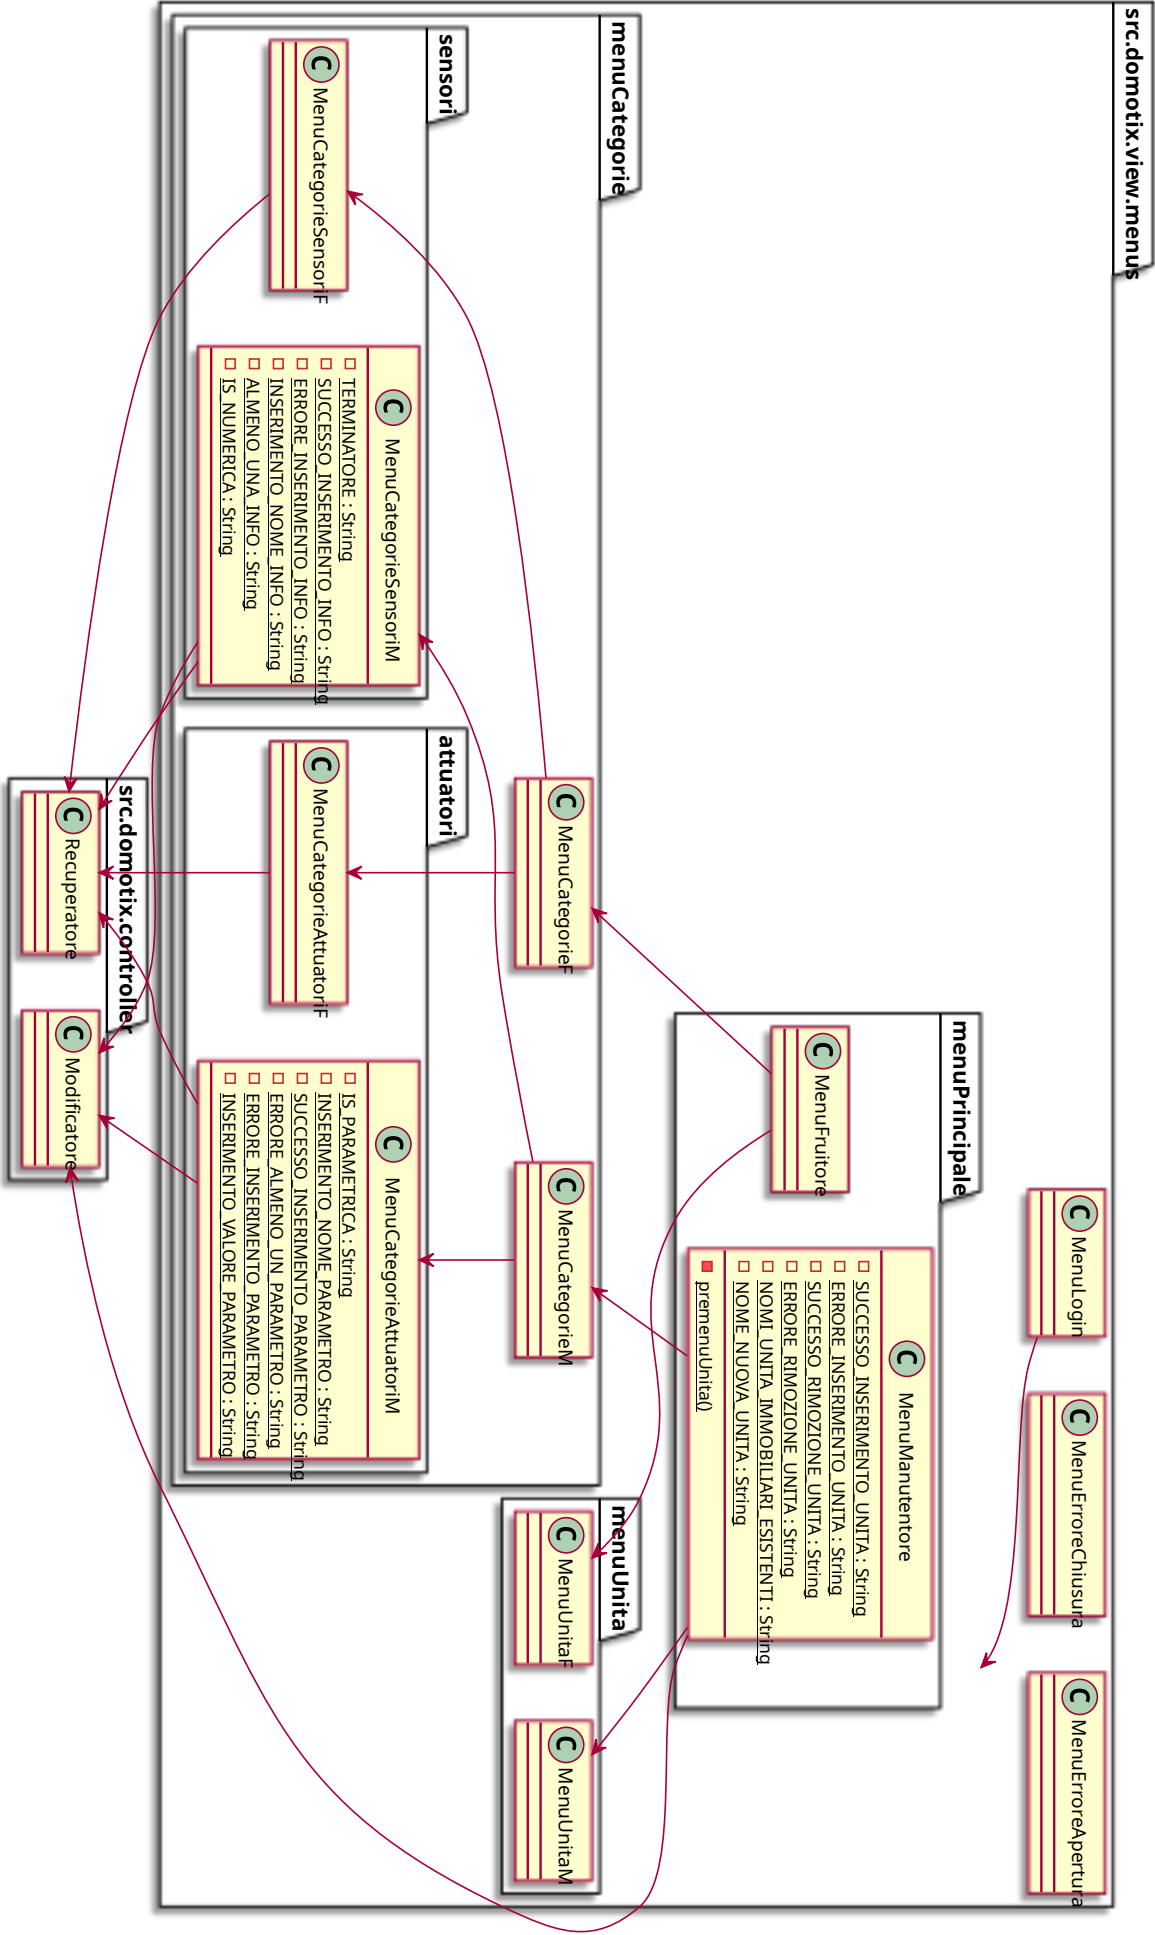 src.domotix.view.menus
C MenuLogin
C MenuErroreChiusura
C MenuErroreApertura
menuPrincipale
C MenuFruitore
C MenuManutentore
SUCCESSO_INSERIMENTO_UNITA : String
ERRORE_INSERIMENTO_UNITA : String
SUCCESSO_RIMOZIONE_UNITA : String
ERRORE_RIMOZIONE_UNITA : String
NOMI_UNITA_IMMOBILIARI_ESISTENTI : String
NOME_NUOVA_UNITA : String
premenuUnita()
menuCategorie
C MenuCategorieF
C MenuCategorieM
menuUnita
C MenuUnitaF
C MenuUnitaM
sensori
C MenuCategorieSensoriF
C MenuCategorieSensoriM
TERMINATORE : String
SUCCESSO_INSERIMENTO_INFO : String
ERRORE_INSERIMENTO_INFO : String
INSERIMENTO_NOME_INFO : String
ALMENO_UNA_INFO : String
IS_NUMERICA : String
attuatori
C MenuCategorieAttuatoriF
C MenuCategorieAttuatoriM
IS_PARAMETRICA : String
INSERIMENTO_NOME_PARAMETRO : String
SUCCESSO_INSERIMENTO_PARAMETRO : String
ERRORE_ALMENO_UN_PARAMETRO : String
ERRORE_INSERIMENTO_PARAMETRO : String
INSERIMENTO_VALORE_PARAMETRO : String
src.domotix.controller
C Recuperatore
C Modificatore